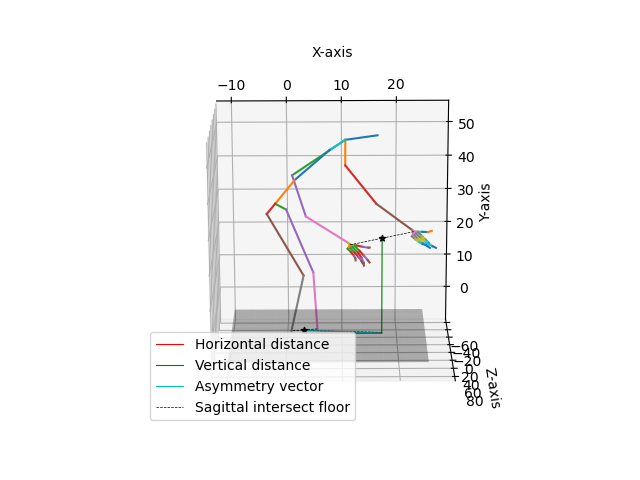 X-axis
−10 0 10 20
50
40
30
20
10
0
Y-axis
−60
−40
−20
0
20
40
60
80
Z-axis
Horizontal distance
Vertical distance
Asymmetry vector
Sagittal intersect floor